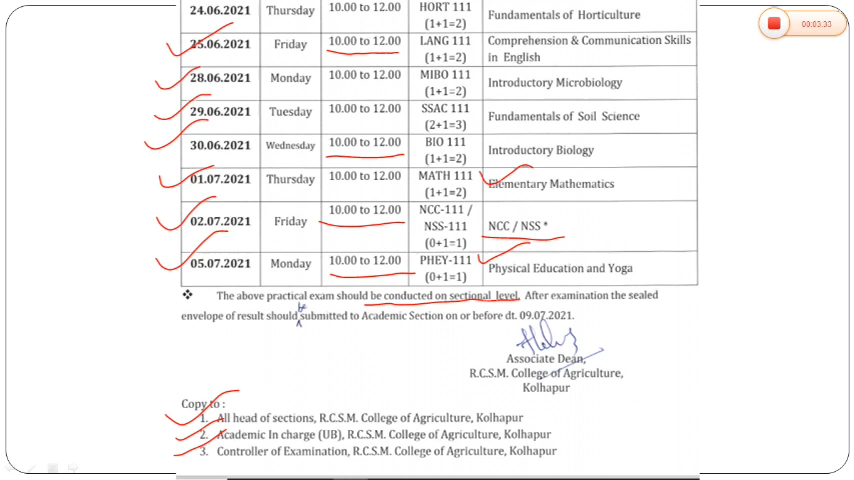 00:03:33
24.06.2021 Thursday 10.00 to 12.00 HORT 111 (1+1=2) Fundamentals of Horticulture
25.06.2021 Friday 10.00 to 12.00 LANG 111 (1+1=2) Comprehension & Communication Skills in English
28.06.2021 Monday 10.00 to 12.00 MIBO 111 (1+1=2) Introductory Microbiology
29.06.2021 Tuesday 10.00 to 12.00 SSAC 111 (2+1=3) Fundamentals of Soil Science
30.06.2021 Wednesday 10.00 to 12.00 BIO 111 (1+1=2) Introductory Biology
01.07.2021 Thursday 10.00 to 12.00 MATH 111 (1+1=2) Elementary Mathematics
02.07.2021 Friday 10.00 to 12.00 NCC-111 / NSS-111 (0+1=1) NCC / NSS *
05.07.2021 Monday 10.00 to 12.00 PHEY-111 (0+1=1) Physical Education and Yoga
❖ The above practical exam should be conducted on sectional level. After examination the sealed
envelope of result should be submitted to Academic Section on or before dt. 09.07.2021.
Associate Dean,
R.C.S.M. College of Agriculture,
Kolhapur
Copy to :
1. All head of sections, R.C.S.M. College of Agriculture, Kolhapur
2. Academic In charge (UB), R.C.S.M. College of Agriculture, Kolhapur
3. Controller of Examination, R.C.S.M. College of Agriculture, Kolhapur